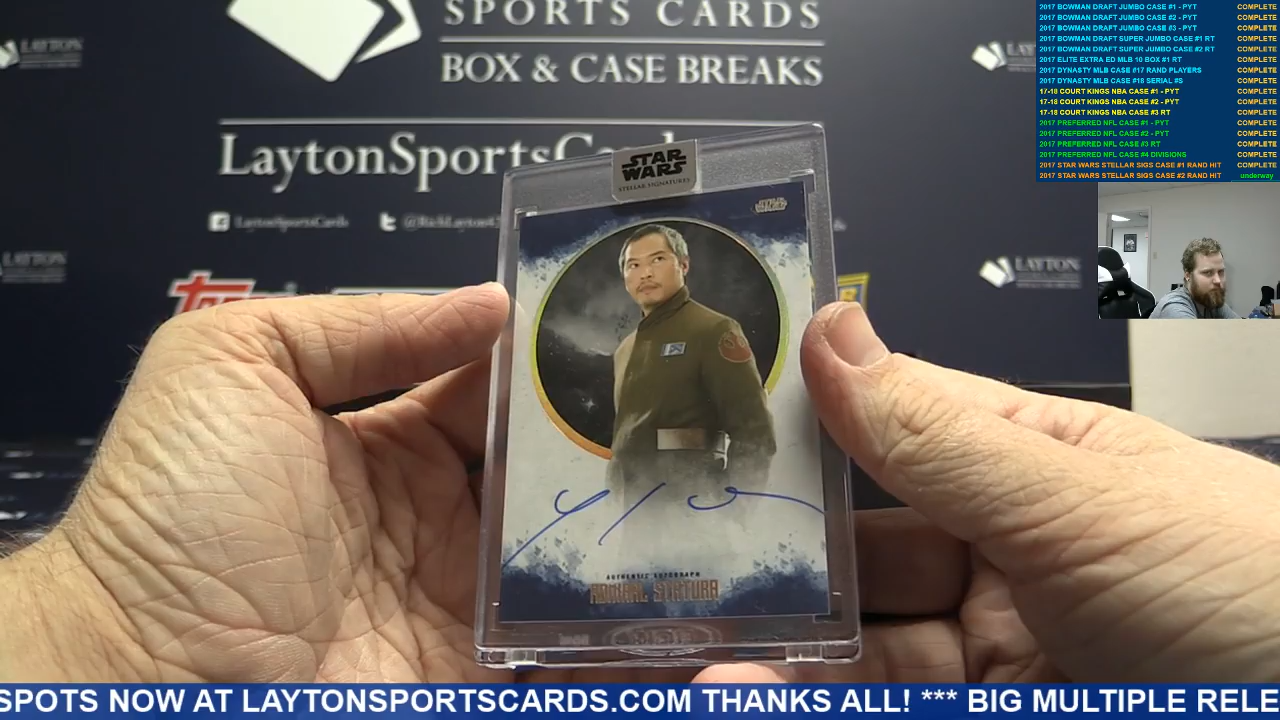 SPORTS CARDS
BOX & CASE BREAKS
LaytonSportsCards
LaytonSportsCards
LAYTON
LAYTON
LAYTON
LAYTON
Topps
STAR WARS
STELLAR SIGNATURES
STAR WARS
AUTHENTIC AUTOGRAPH
ADMIRAL STATURA
2017 BOWMAN DRAFT JUMBO CASE #1 - PYT COMPLETE
2017 BOWMAN DRAFT JUMBO CASE #2 - PYT COMPLETE
2017 BOWMAN DRAFT JUMBO CASE #3 - PYT COMPLETE
2017 BOWMAN DRAFT SUPER JUMBO CASE #1 RT COMPLETE
2017 BOWMAN DRAFT SUPER JUMBO CASE #2 RT COMPLETE
2017 ELITE EXTRA ED MLB 10 BOX #1 RT COMPLETE
2017 DYNASTY MLB CASE #17 RAND PLAYERS COMPLETE
2017 DYNASTY MLB CASE #18 SERIAL #S COMPLETE
17-18 COURT KINGS NBA CASE #1 - PYT COMPLETE
17-18 COURT KINGS NBA CASE #2 - PYT COMPLETE
17-18 COURT KINGS NBA CASE #3 RT COMPLETE
2017 PREFERRED NFL CASE #1 - PYT COMPLETE
2017 PREFERRED NFL CASE #2 - PYT COMPLETE
2017 PREFERRED NFL CASE #3 RT COMPLETE
2017 PREFERRED NFL CASE #4 DIVISIONS COMPLETE
2017 STAR WARS STELLAR SIGS CASE #1 RAND HIT COMPLETE
2017 STAR WARS STELLAR SIGS CASE #2 RAND HIT underway
SPOTS NOW AT LAYTONSPORTSCARDS.COM THANKS ALL! *** BIG MULTIPLE RELE